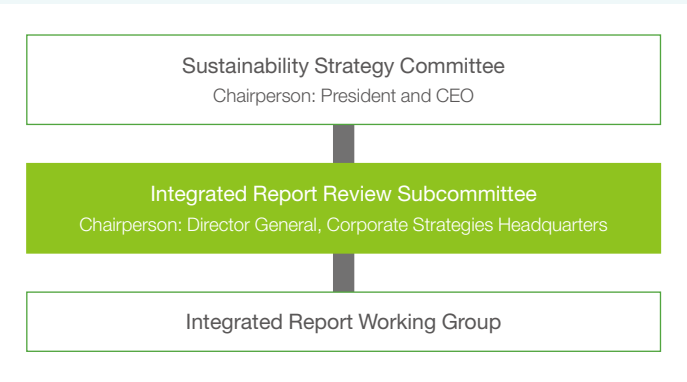 Sustainability Strategy Committee
Chairperson: President and CEO
Integrated Report Review Subcommittee
Chairperson: Director General, Corporate Strategies Headquarters
Integrated Report Working Group